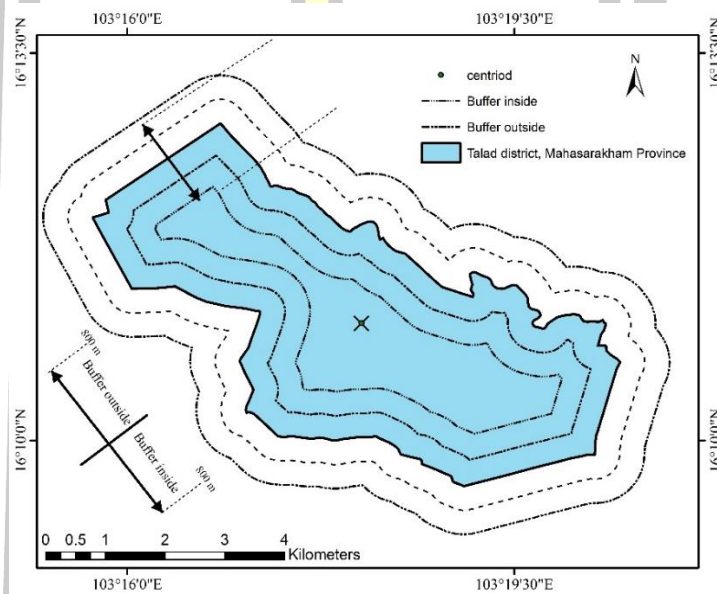 103°16'0"E
103°19'30"E
16°13'30"N
16°13'30"N
N
centriod
Buffer inside
Buffer outside
Talad district, Mahasarakham Province
800 m
Buffer outside
Buffer inside
800 m
16°10'0"N
16°10'0"N
0 0.5 1 2 3 4
Kilometers
103°16'0"E
103°19'30"E